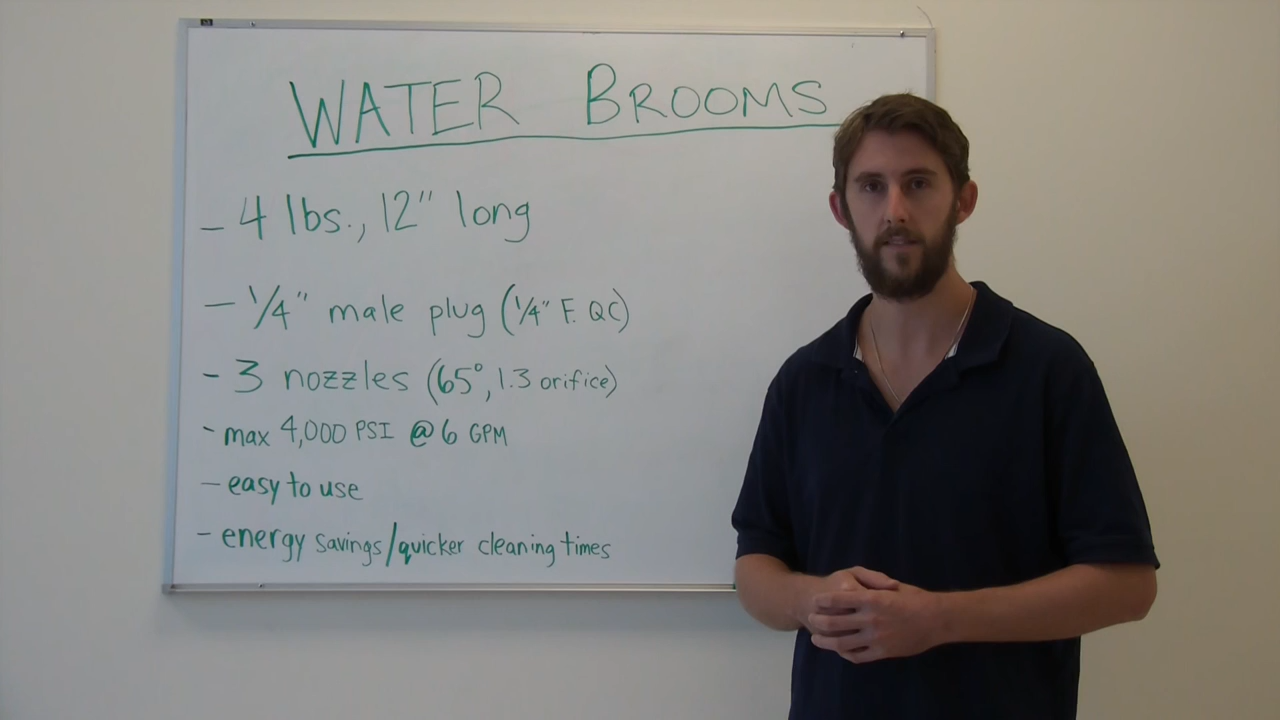 WATER BROOMS
- 4 lbs., 12" long
- 1/4" male plug (1/4" F. QC)
- 3 nozzles (65°, 1.3 orifice)
- max 4,000 PSI @ 6 GPM
- easy to use
- energy savings/quicker cleaning times